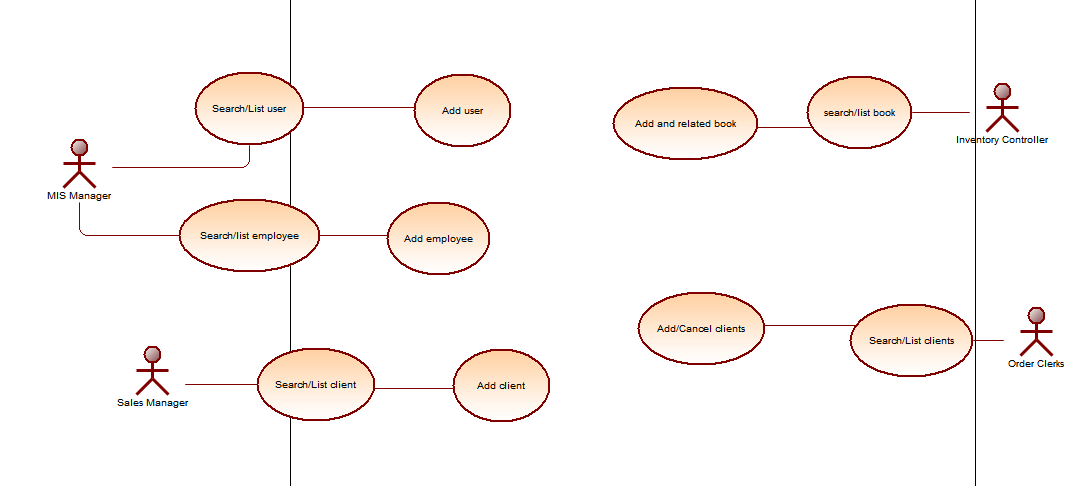 Search/List user
Add user
Add and related book
search/list book
Inventory Controller
MIS Manager
Search/list employee
Add employee
Add/Cancel clients
Search/List clients
Order Clerks
Search/List client
Add client
Sales Manager